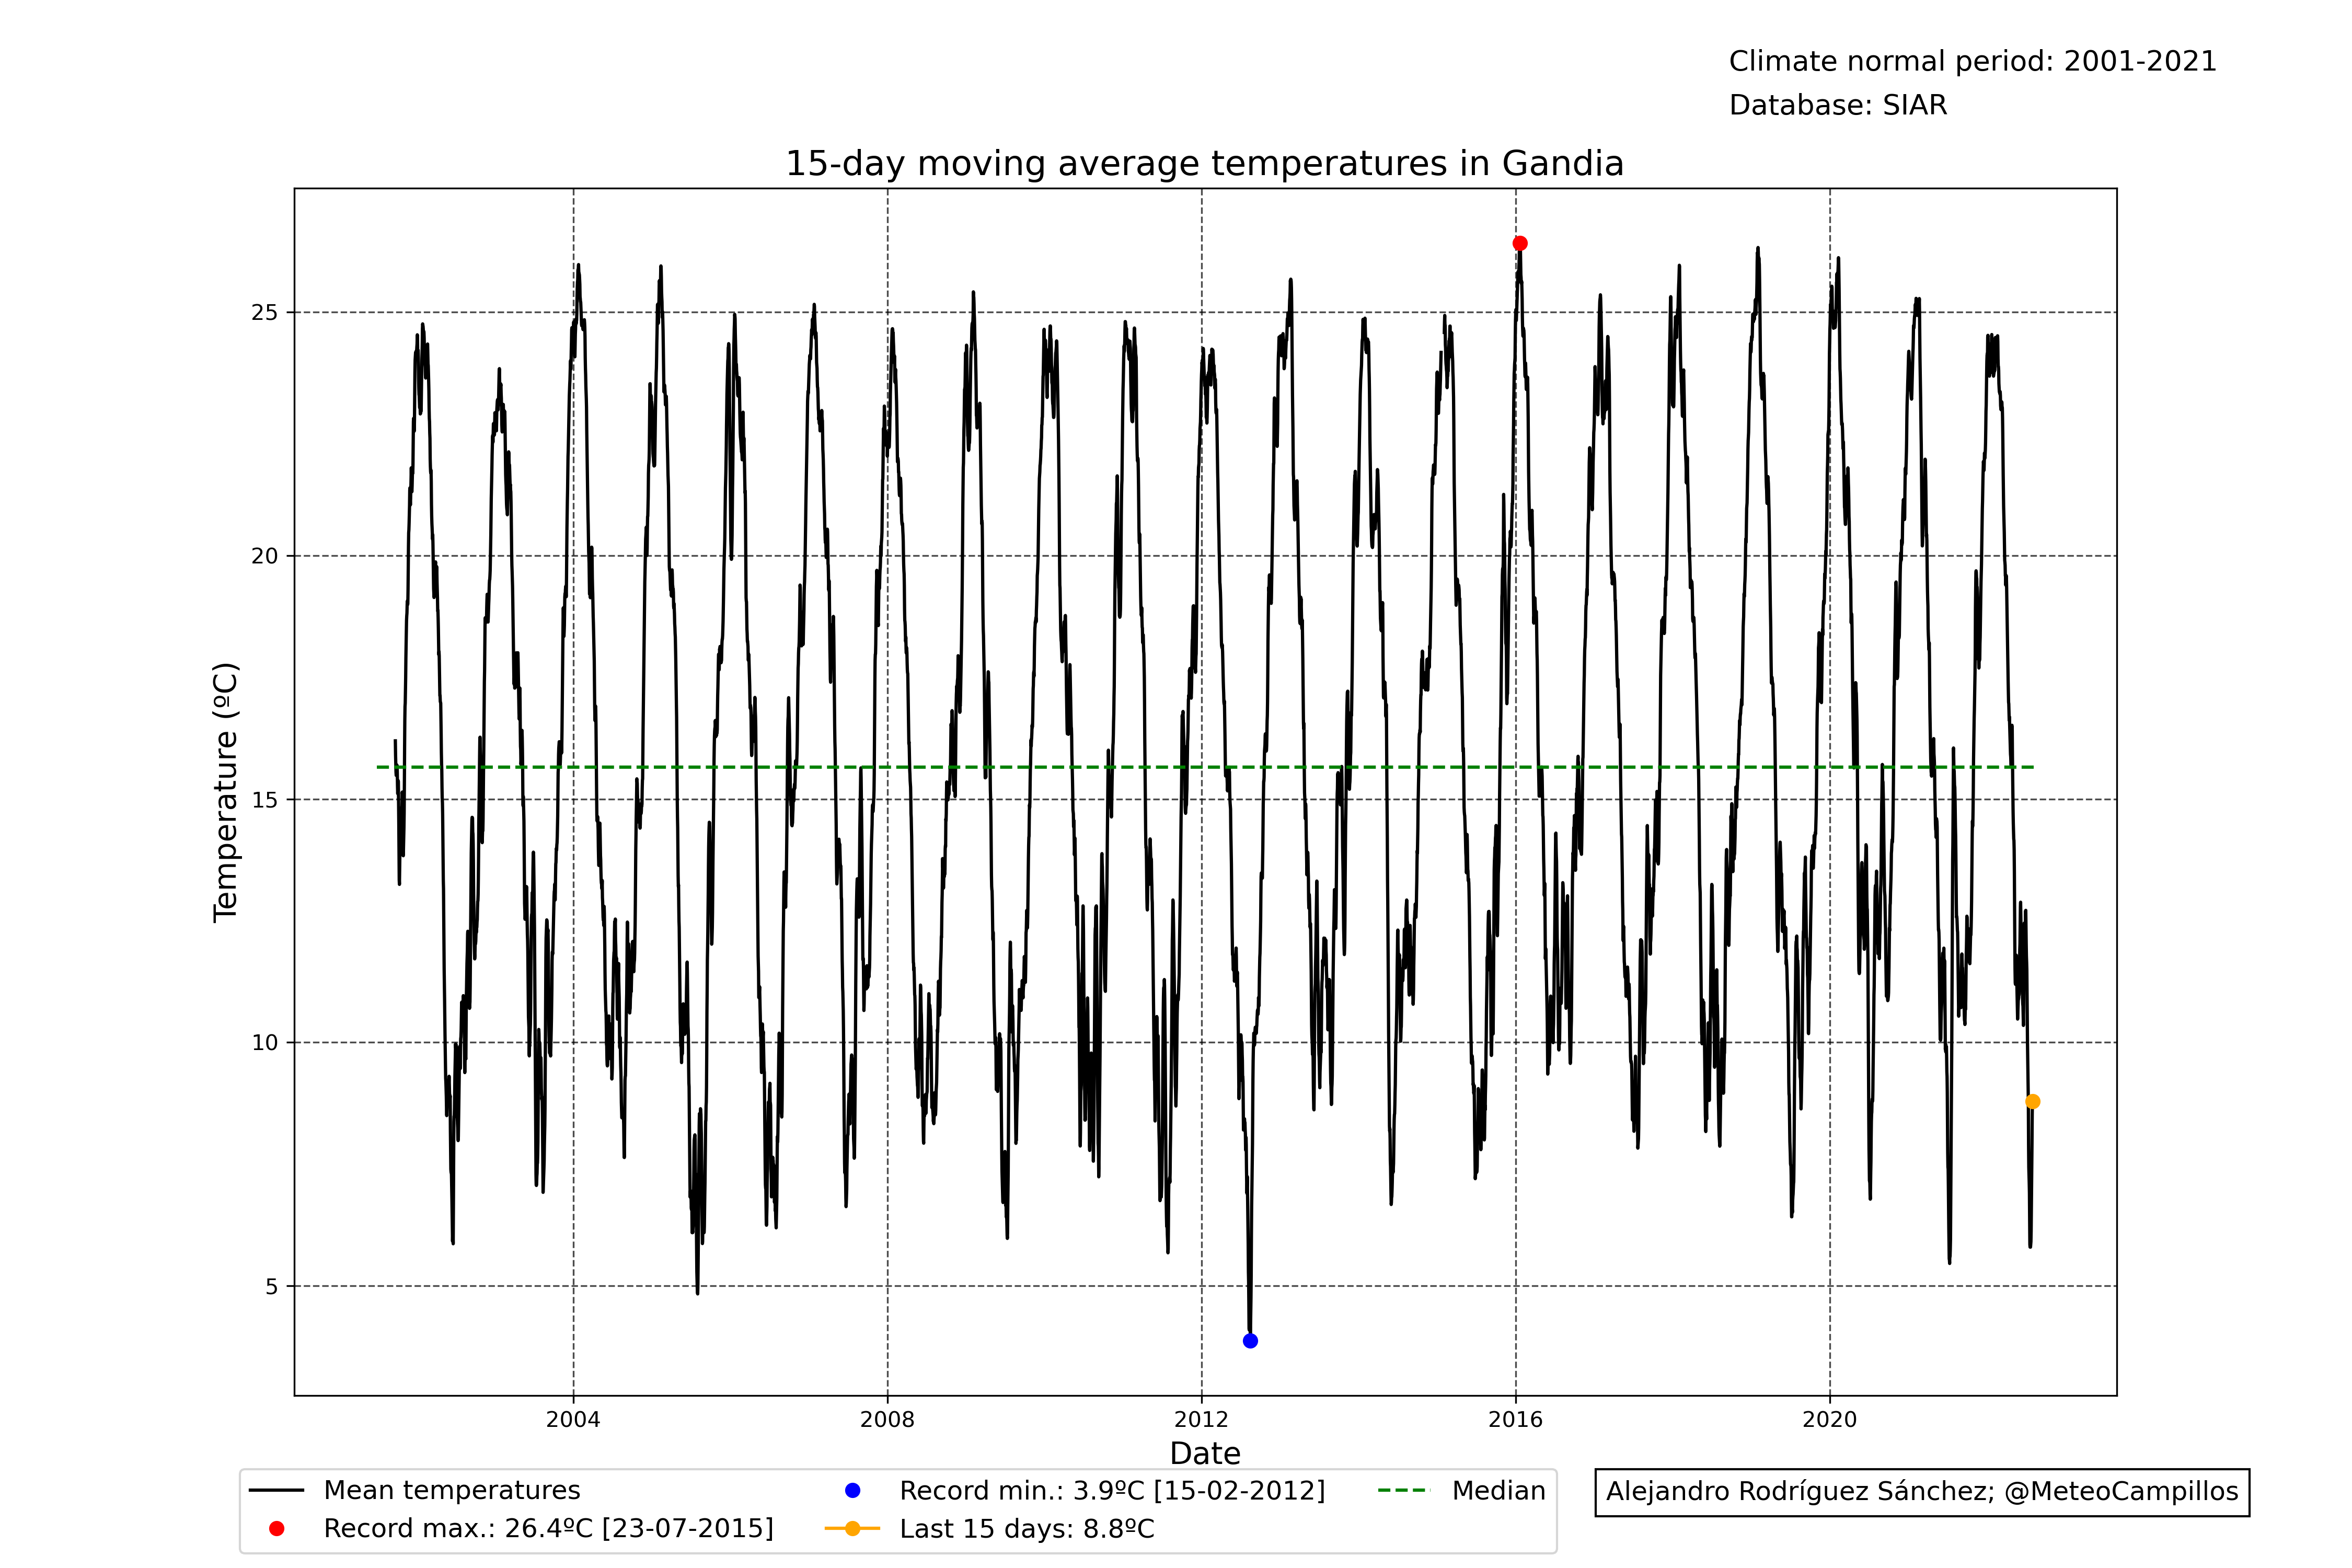 Climate normal period: 2001-2021
Database: SIAR
15-day moving average temperatures in Gandia
25
20
15
10
5
Temperature (ºC)
2004 2008 2012 2016 2020
Date
Mean temperatures
Record max.: 26.4ºC [23-07-2015]
Record min.: 3.9ºC [15-02-2012]
Last 15 days: 8.8ºC
Median
Alejandro Rodríguez Sánchez; @MeteoCampillos